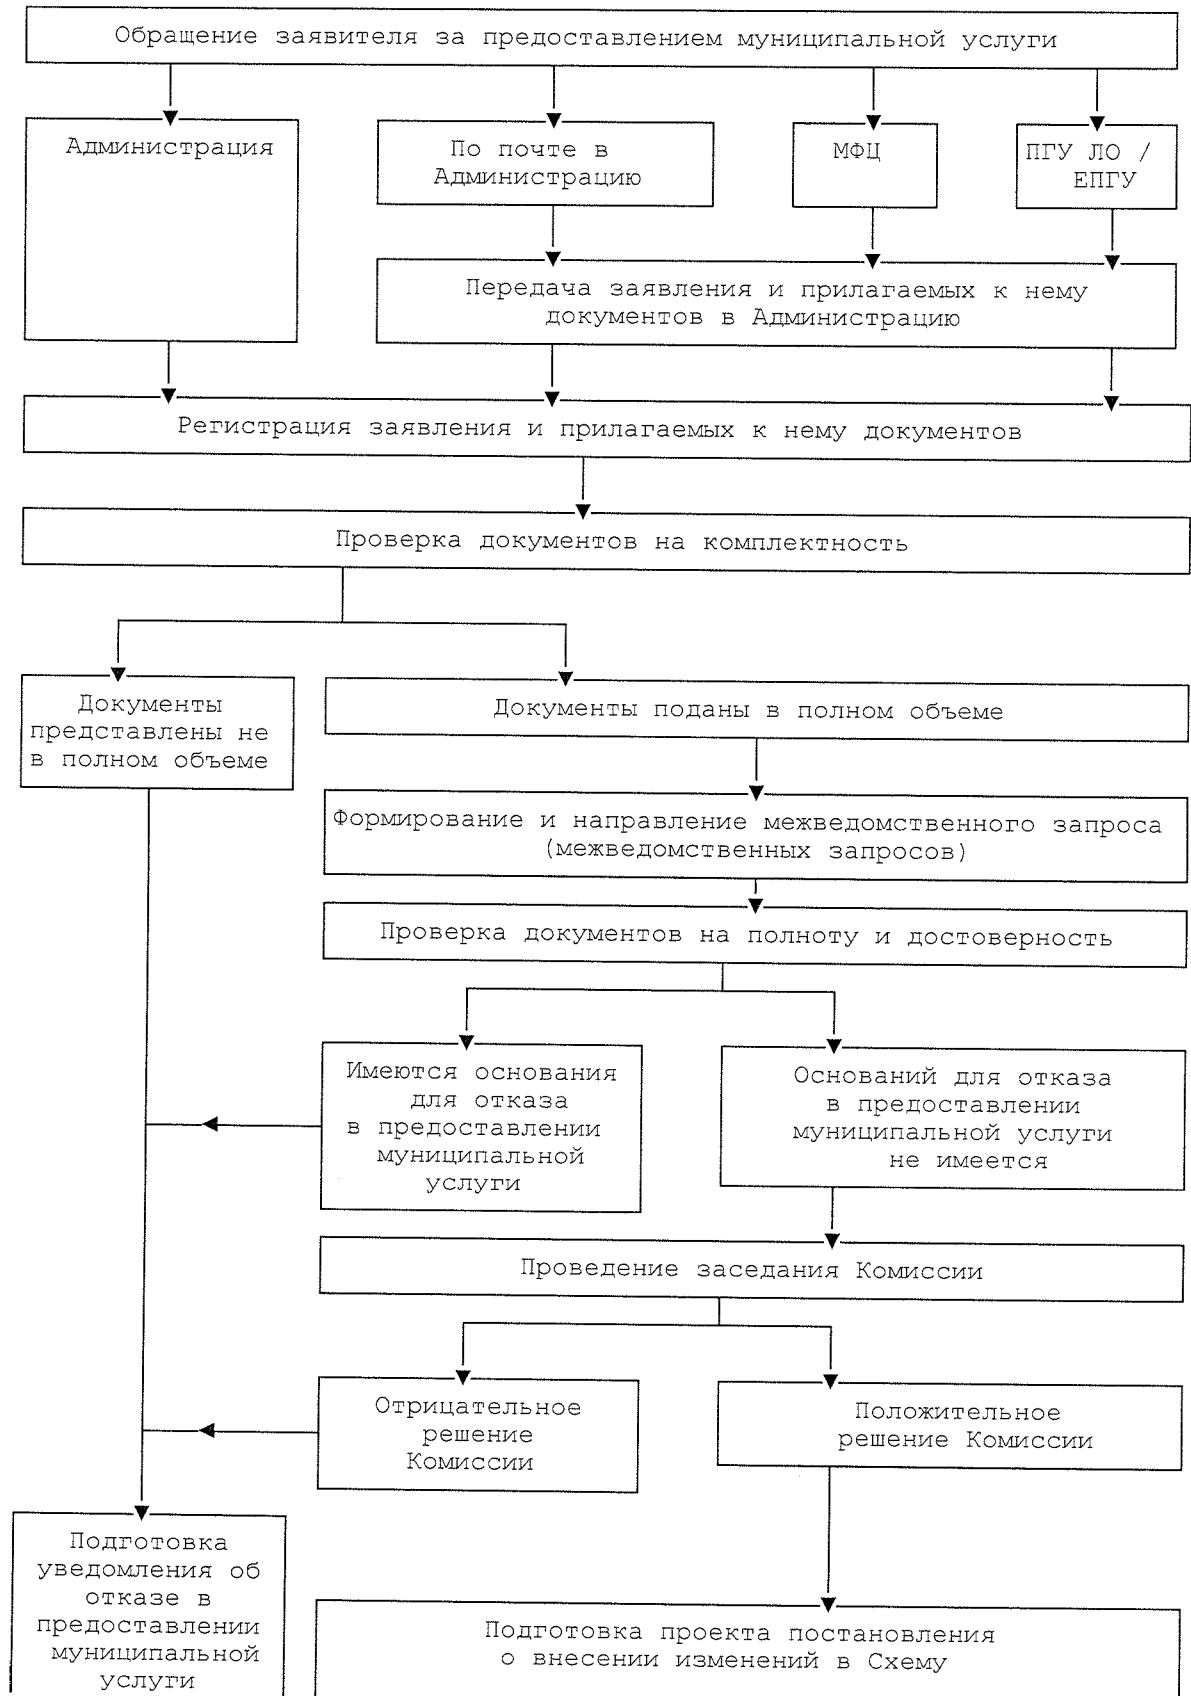 Обращение заявителя за предоставлением муниципальной услуги
Администрация
По почте в
Администрацию
МФЦ
ПГУ ЛО /
ЕПГУ
Передача заявления и прилагаемых к нему
документов в Администрацию
Регистрация заявления и прилагаемых к нему документов
Проверка документов на комплектность
Документы
представлены не
в полном объеме
Документы поданы в полном объеме
Формирование и направление межведомственного запроса
(межведомственных запросов)
Проверка документов на полноту и достоверность
Имеются основания
для отказа
в предоставлении
муниципальной
услуги
Оснований для отказа
в предоставлении
муниципальной услуги
не имеется
Проведение заседания Комиссии
Отрицательное
решение
Комиссии
Положительное
решение Комиссии
Подготовка
уведомления об
отказе в
предоставлении
муниципальной
услуги
Подготовка проекта постановления
о внесении изменений в Схему